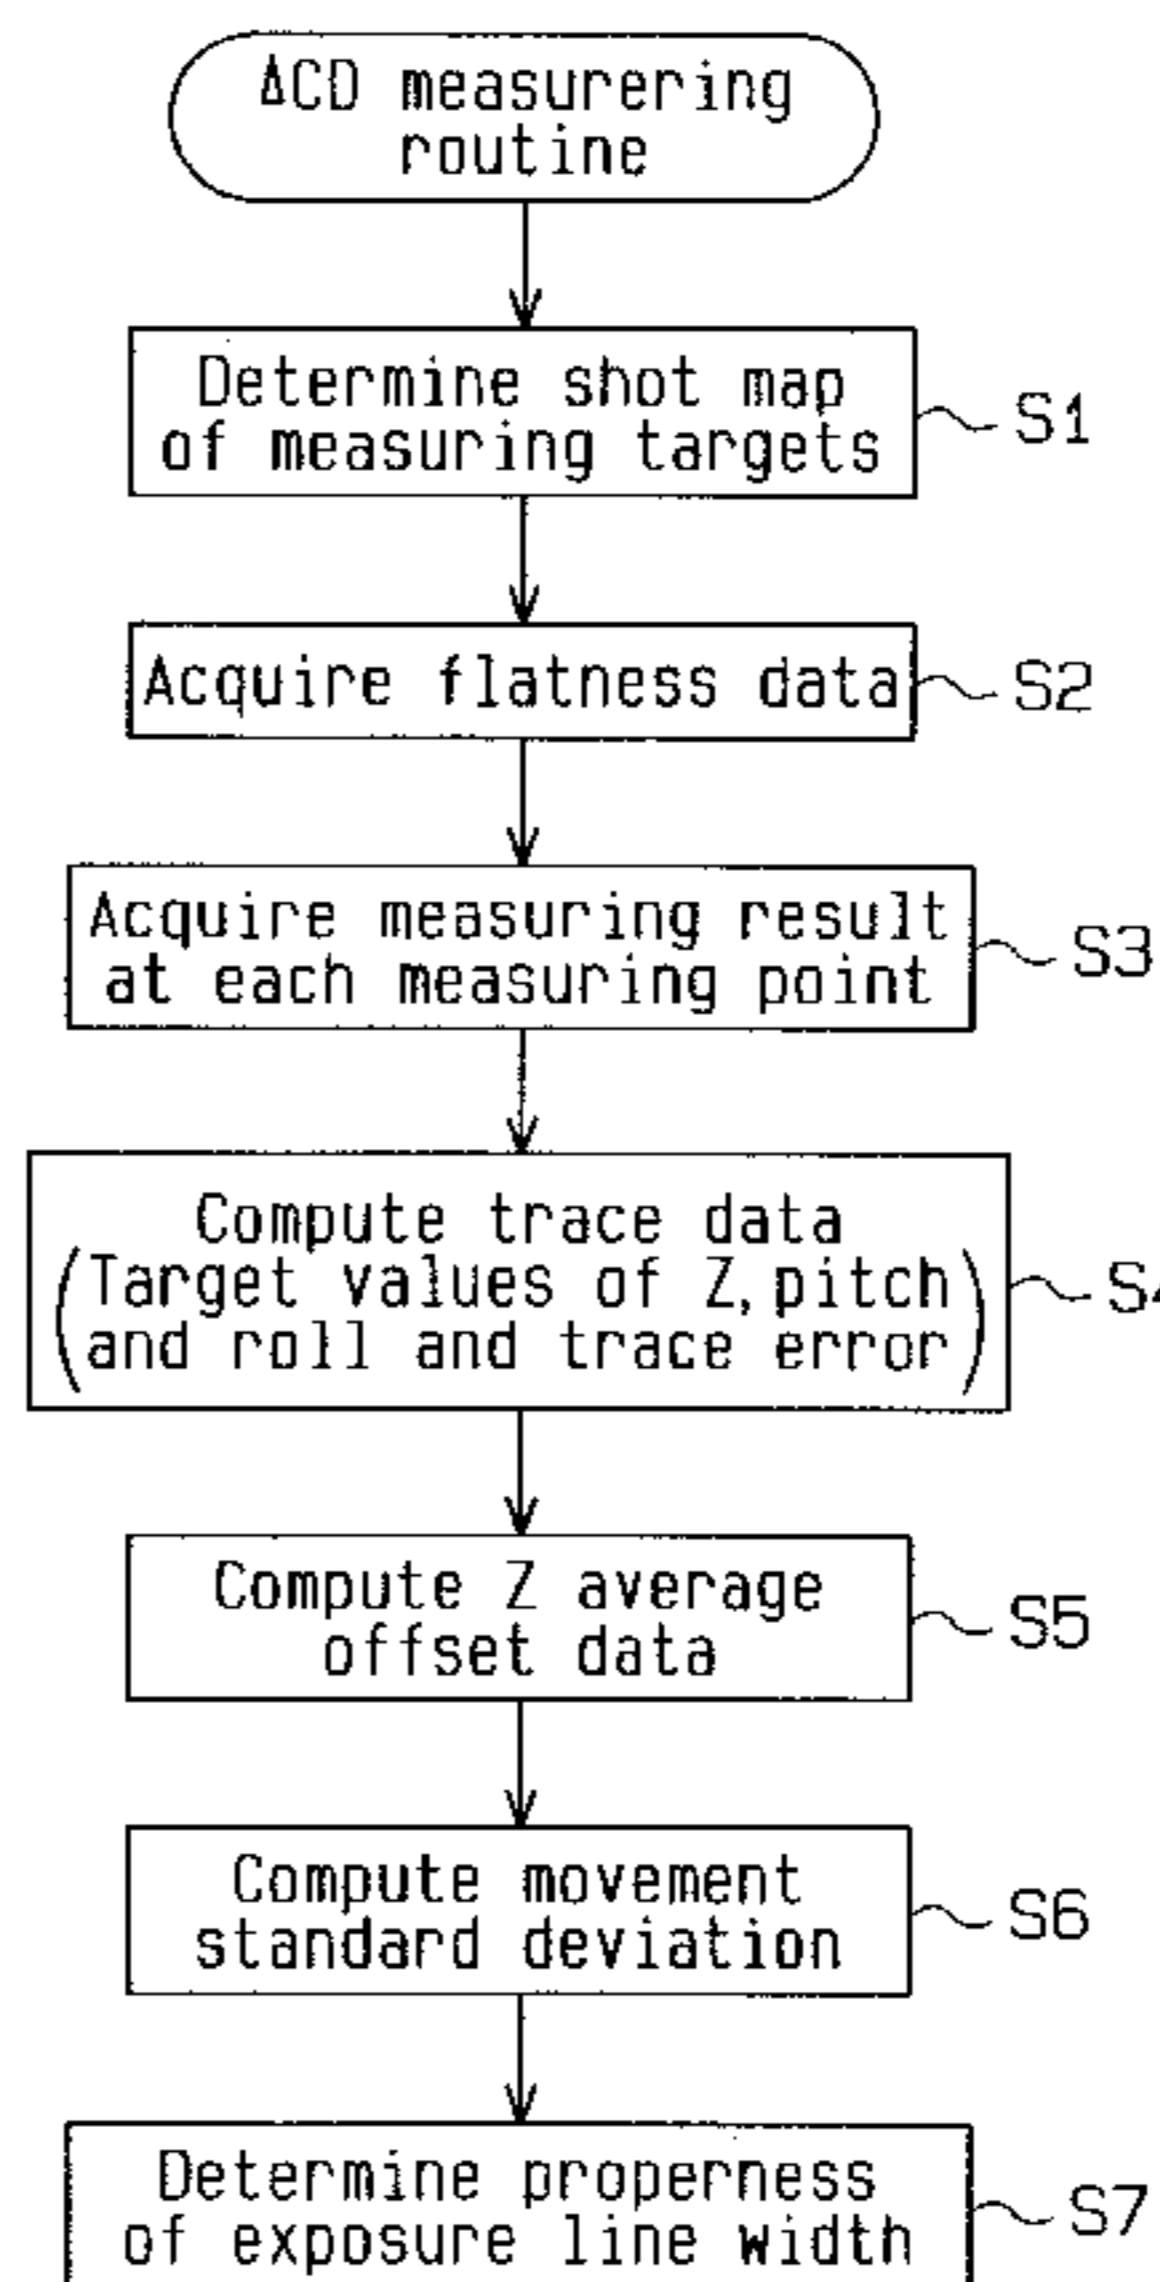 ΔCD measurering
routine
Determine shot map
of measuring targets
S1
Acquire flatness data
S2
Acquire measuring result
at each measuring point
S3
Compute trace data
(Target values of Z, pitch
and roll and trace error)
Compute Z average
offset data
S5
Compute movement
standard deviation
S6
Determine properness
of exposure line width
S7